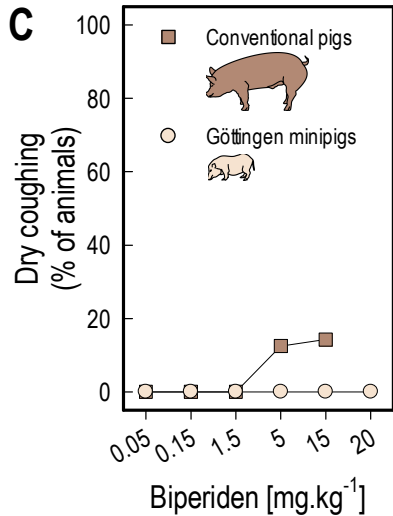 C
Conventional pigs
Göttingen minipigs
Dry coughing
(% of animals)
100
80
60
40
20
0
0.05
0.15
1.5
5
15
20
Biperiden [mg.kg⁻¹]